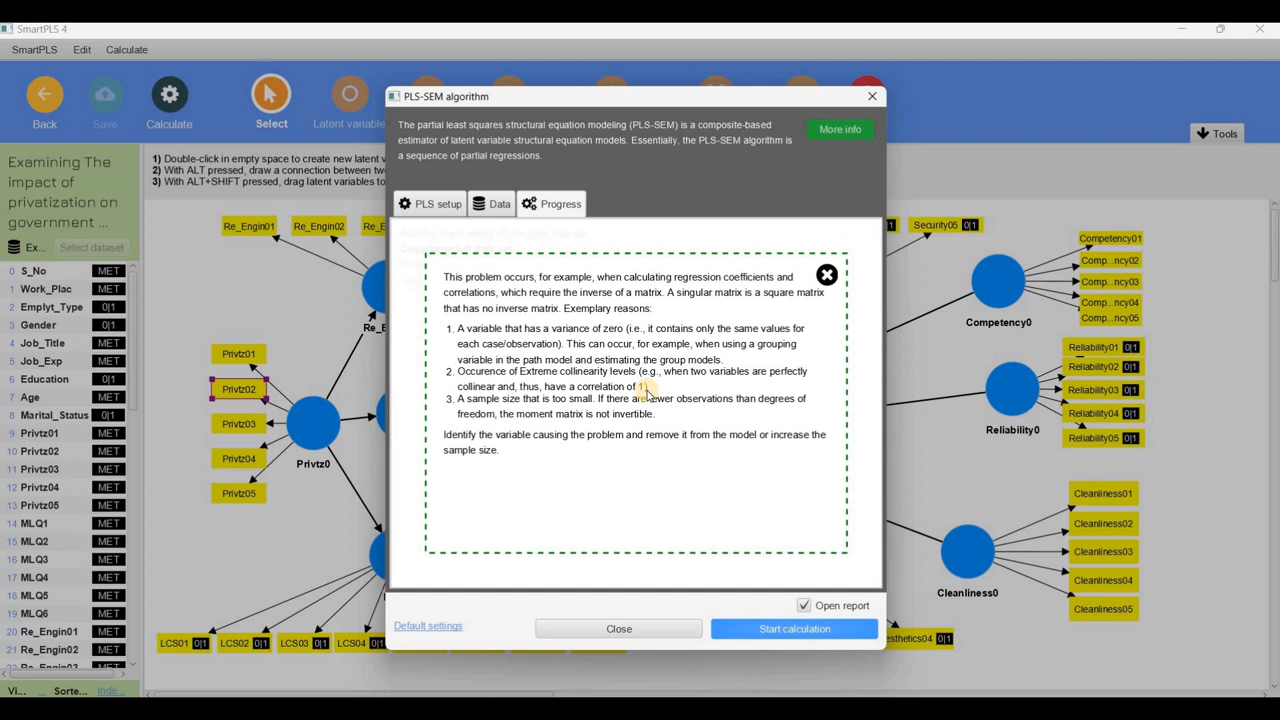 SmartPLS 4
SmartPLS Edit Calculate
Back
Save
Calculate
Select
Latent variable
Tools
Examining The
impact of
privatization on
government ...
Ex... Select dataset
0 S_No MET
1 Work_Plac MET
2 Emplyt_Type 0|1
3 Gender 0|1
4 Job_Title MET
5 Job_Exp MET
6 Education 0|1
7 Age MET
8 Marital_Status 0|1
9 Privtz01 MET
10 Privtz02 MET
11 Privtz03 MET
12 Privtz04 MET
13 Privtz05 MET
14 MLQ1 MET
15 MLQ2 MET
16 MLQ3 MET
17 MLQ4 MET
18 MLQ5 MET
19 MLQ6 MET
20 Re_Engin01 MET
21 Re_Engin02 MET
22 Re_Engin03 MET
Vi... ... Sorte... Inde...
1) Double-click in empty space to create new latent v
2) With ALT pressed, draw a connection between tw
3) With ALT+SHIFT pressed, drag latent variables to
Re_Engin01
Re_Engin02
Re_E
Re_E
Privtz01
Privtz02
Privtz03
Privtz04
Privtz05
Privtz0
LCS01 0|1
LCS02 0|1
LCS03 0|1
LCS04 0|1
PLS-SEM algorithm
The partial least squares structural equation modeling (PLS-SEM) is a composite-based
estimator of latent variable structural equation models. Essentially, the PLS-SEM algorithm is
a sequence of partial regressions.
More info
PLS setup
Data
Progress
This problem occurs, for example, when calculating regression coefficients and
correlations, which require the inverse of a matrix. A singular matrix is a square matrix
that has no inverse matrix. Exemplary reasons:
1. A variable that has a variance of zero (i.e., it contains only the same values for
each case/observation). This can occur, for example, when using a grouping
variable in the path model and estimating the group models.
2. Occurence of Extreme collinearity levels (e.g., when two variables are perfectly
collinear and, thus, have a correlation of 1).
3. A sample size that is too small. If there are fewer observations than degrees of
freedom, the moment matrix is not invertible.
Identify the variable causing the problem and remove it from the model or increase the
sample size.
Open report
Default settings
Close
Start calculation
0|1
Security05 0|1
Competency01
Comp...ncy02
Comp...ncy03
Comp...ncy04
Comp...ncy05
Competency0
Reliability01 0|1
Reliability02 0|1
Reliability03 0|1
Reliability04 0|1
Reliability05 0|1
Reliability0
Cleanliness01
Cleanliness02
Cleanliness03
Cleanliness04
Cleanliness05
Cleanliness0
esthetics04 0|1